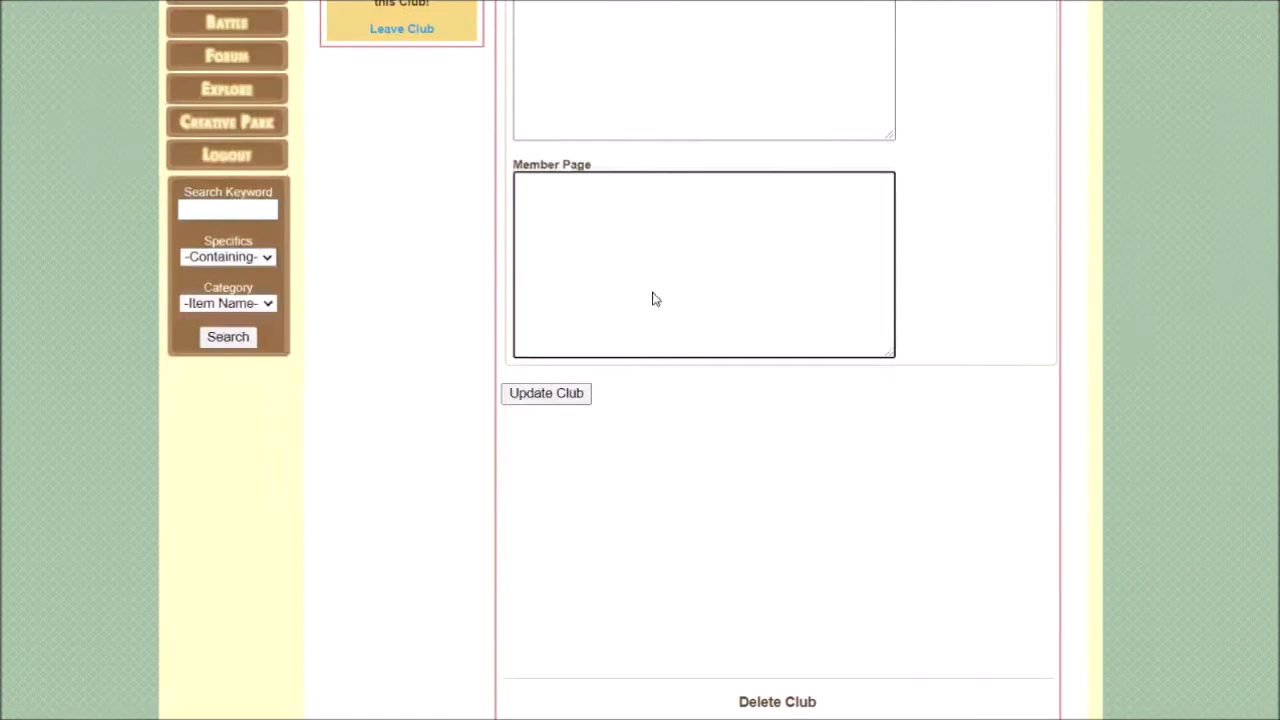 this Club!
Leave Club
BATTLE
FORUM
EXPLORE
CREATIVE PARK
LOGOUT
Search Keyword
Specifics
-Containing-
Category
-Item Name-
Search
Member Page
Update Club
Delete Club